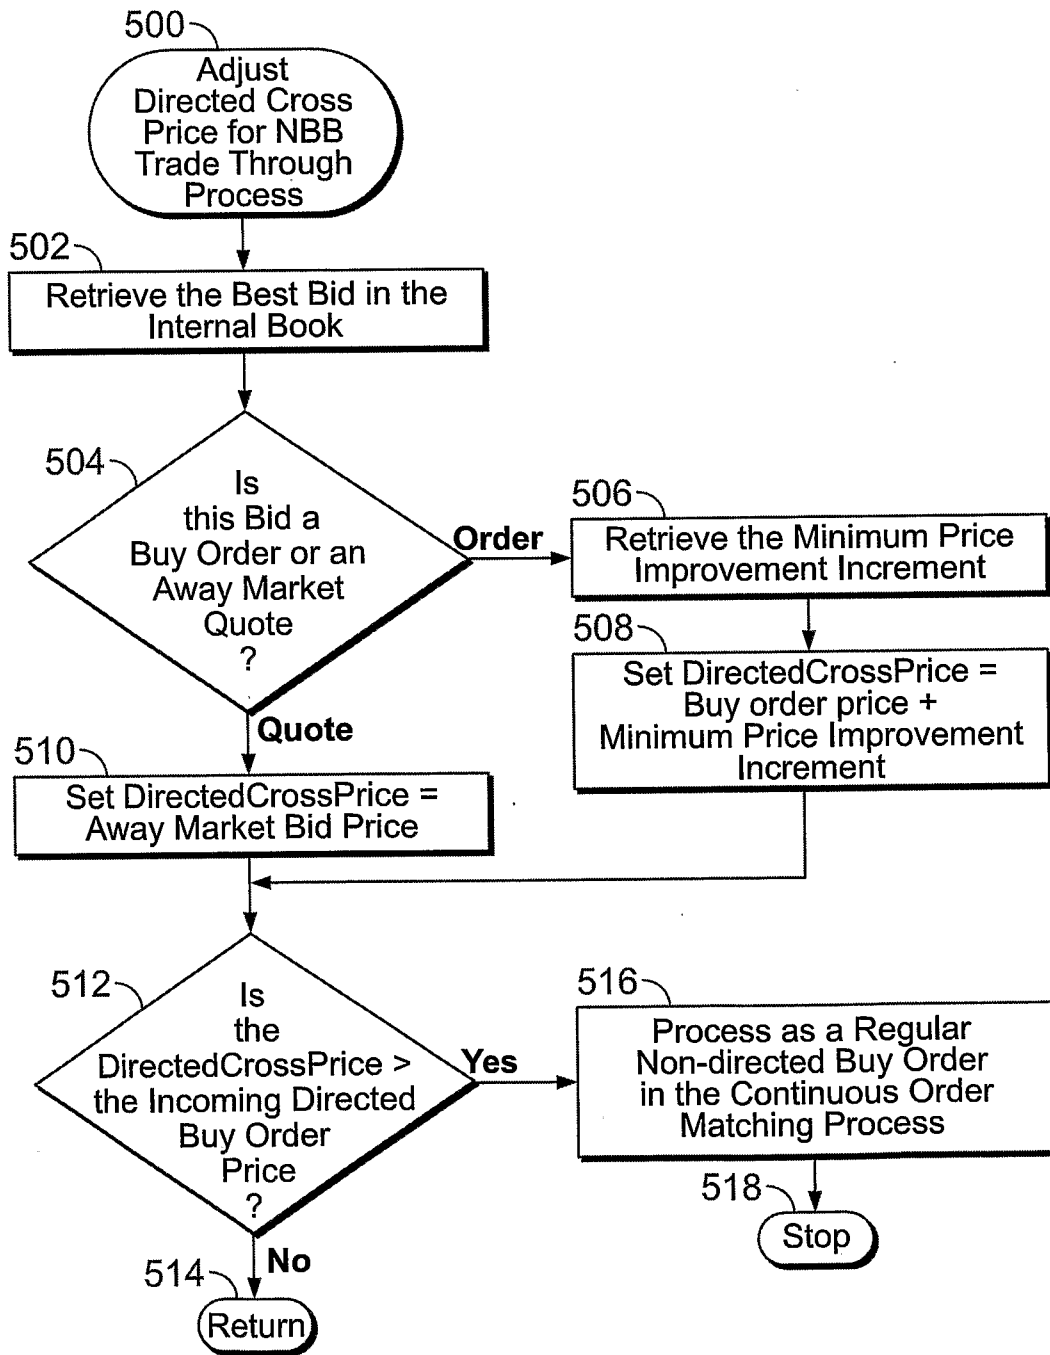 500
Adjust
Directed Cross
Price for NBB
Trade Through
Process
502
Retrieve the Best Bid in the
Internal Book
504
Is
this Bid a
Buy Order or an
Away Market
Quote
?
Order
506
Retrieve the Minimum Price
Improvement Increment
508
Set DirectedCrossPrice =
Buy order price +
Minimum Price Improvement
Increment
Quote
510
Set DirectedCrossPrice =
Away Market Bid Price
512
Is
the
DirectedCrossPrice >
the Incoming Directed
Buy Order
Price
?
Yes
516
Process as a Regular
Non-directed Buy Order
in the Continuous Order
Matching Process
518
Stop
No
514
Return